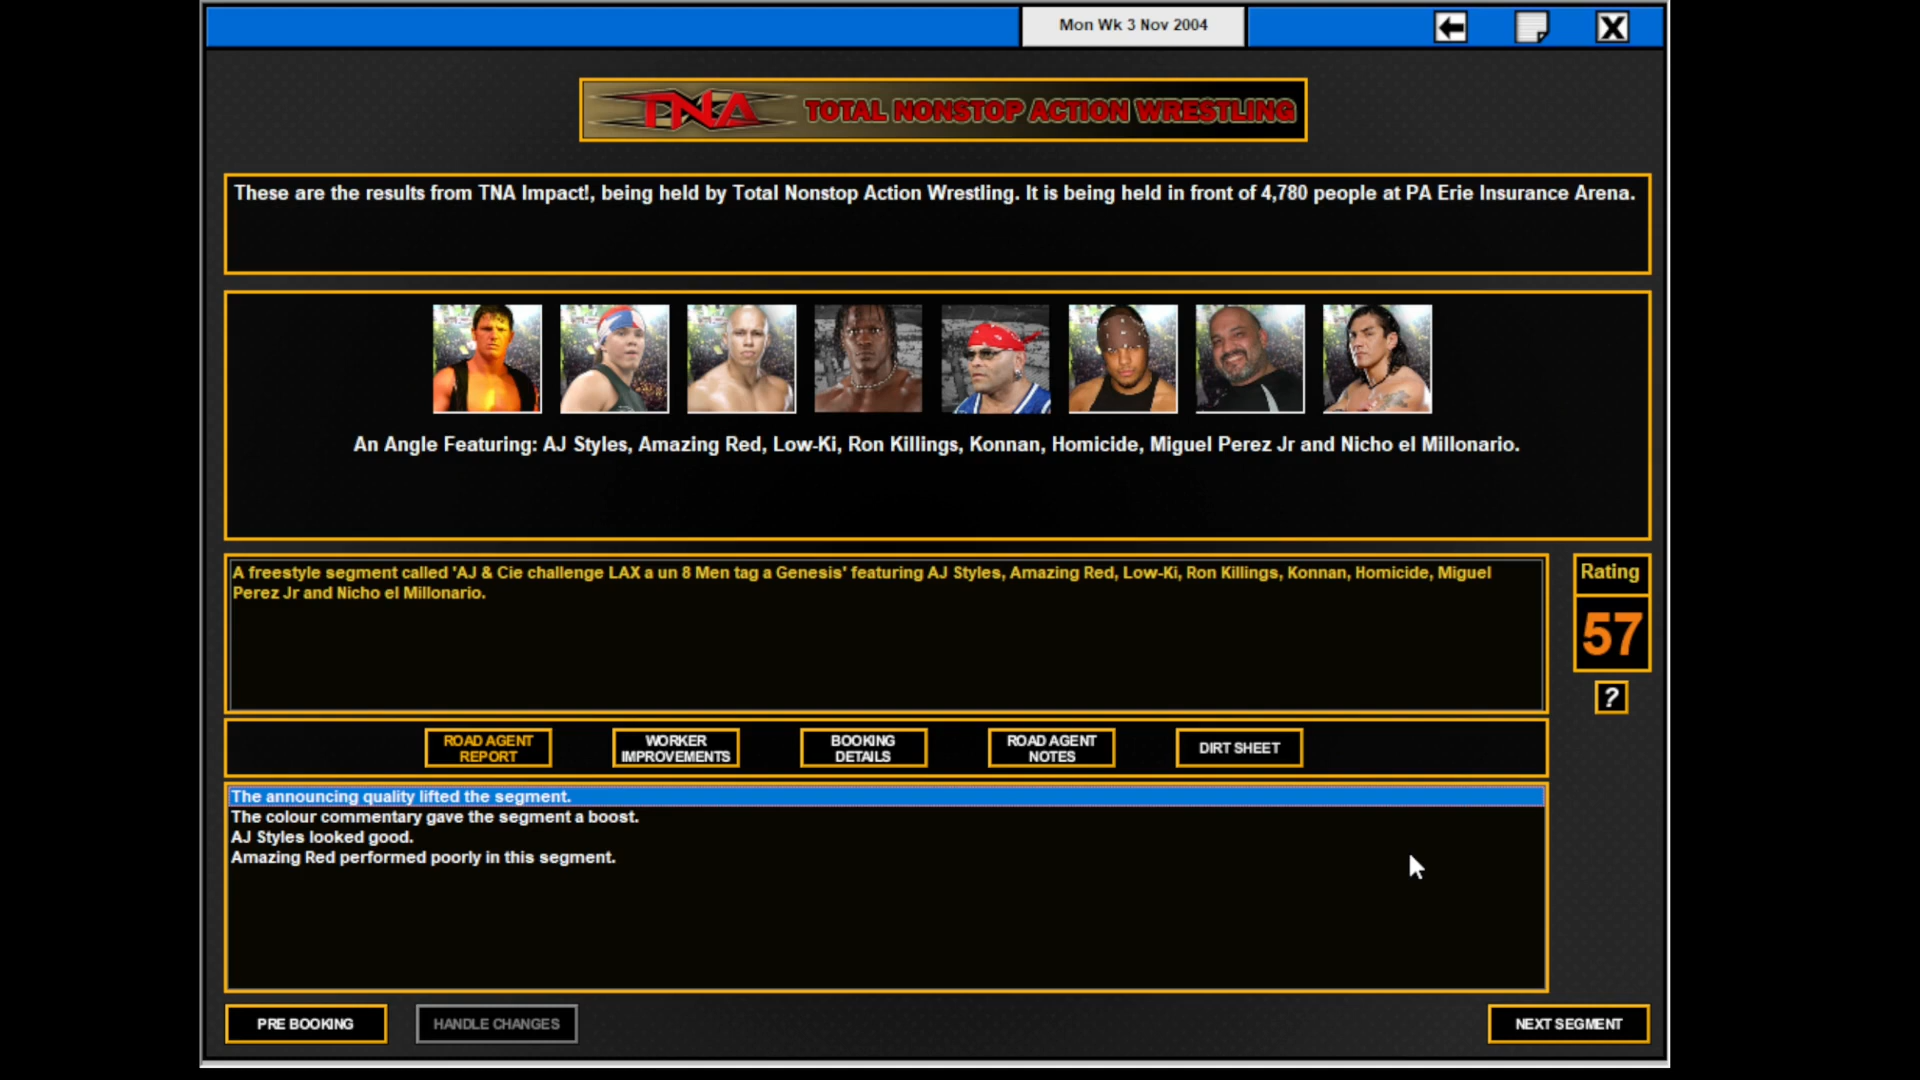 Mon Wk 3 Nov 2004
TNA TOTAL NONSTOP ACTION WRESTLING
These are the results from TNA Impact!, being held by Total Nonstop Action Wrestling. It is being held in front of 4,780 people at PA Erie Insurance Arena.
An Angle Featuring: AJ Styles, Amazing Red, Low-Ki, Ron Killings, Konnan, Homicide, Miguel Perez Jr and Nicho el Millonario.
A freestyle segment called 'AJ & Cie challenge LAX a un 8 Men tag a Genesis' featuring AJ Styles, Amazing Red, Low-Ki, Ron Killings, Konnan, Homicide, Miguel
Perez Jr and Nicho el Millonario.
Rating
57
?
ROAD AGENT
REPORT
WORKER
IMPROVEMENTS
BOOKING
DETAILS
ROAD AGENT
NOTES
DIRT SHEET
The announcing quality lifted the segment.
The colour commentary gave the segment a boost.
AJ Styles looked good.
Amazing Red performed poorly in this segment.
PRE BOOKING
HANDLE CHANGES
NEXT SEGMENT